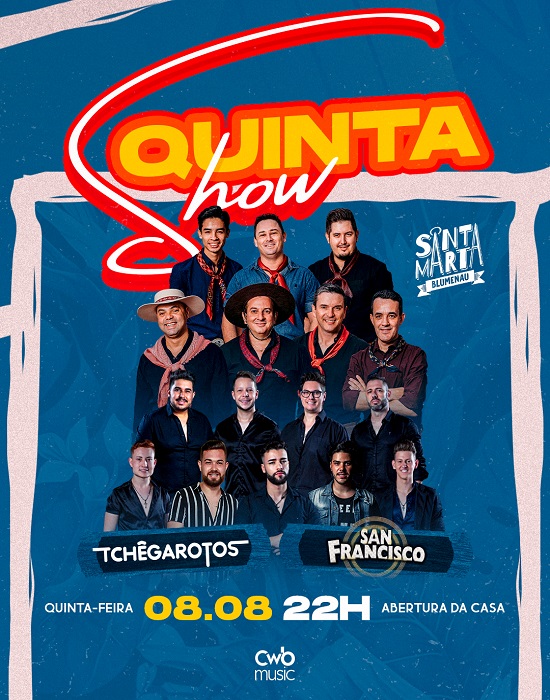 QUINTA
Show
SANTA
MARTA
BLUMENAU
TCHÊGAROTOS
SAN
FRANCISCO
QUINTA-FEIRA 08.08 22H ABERTURA DA CASA
cwb
music